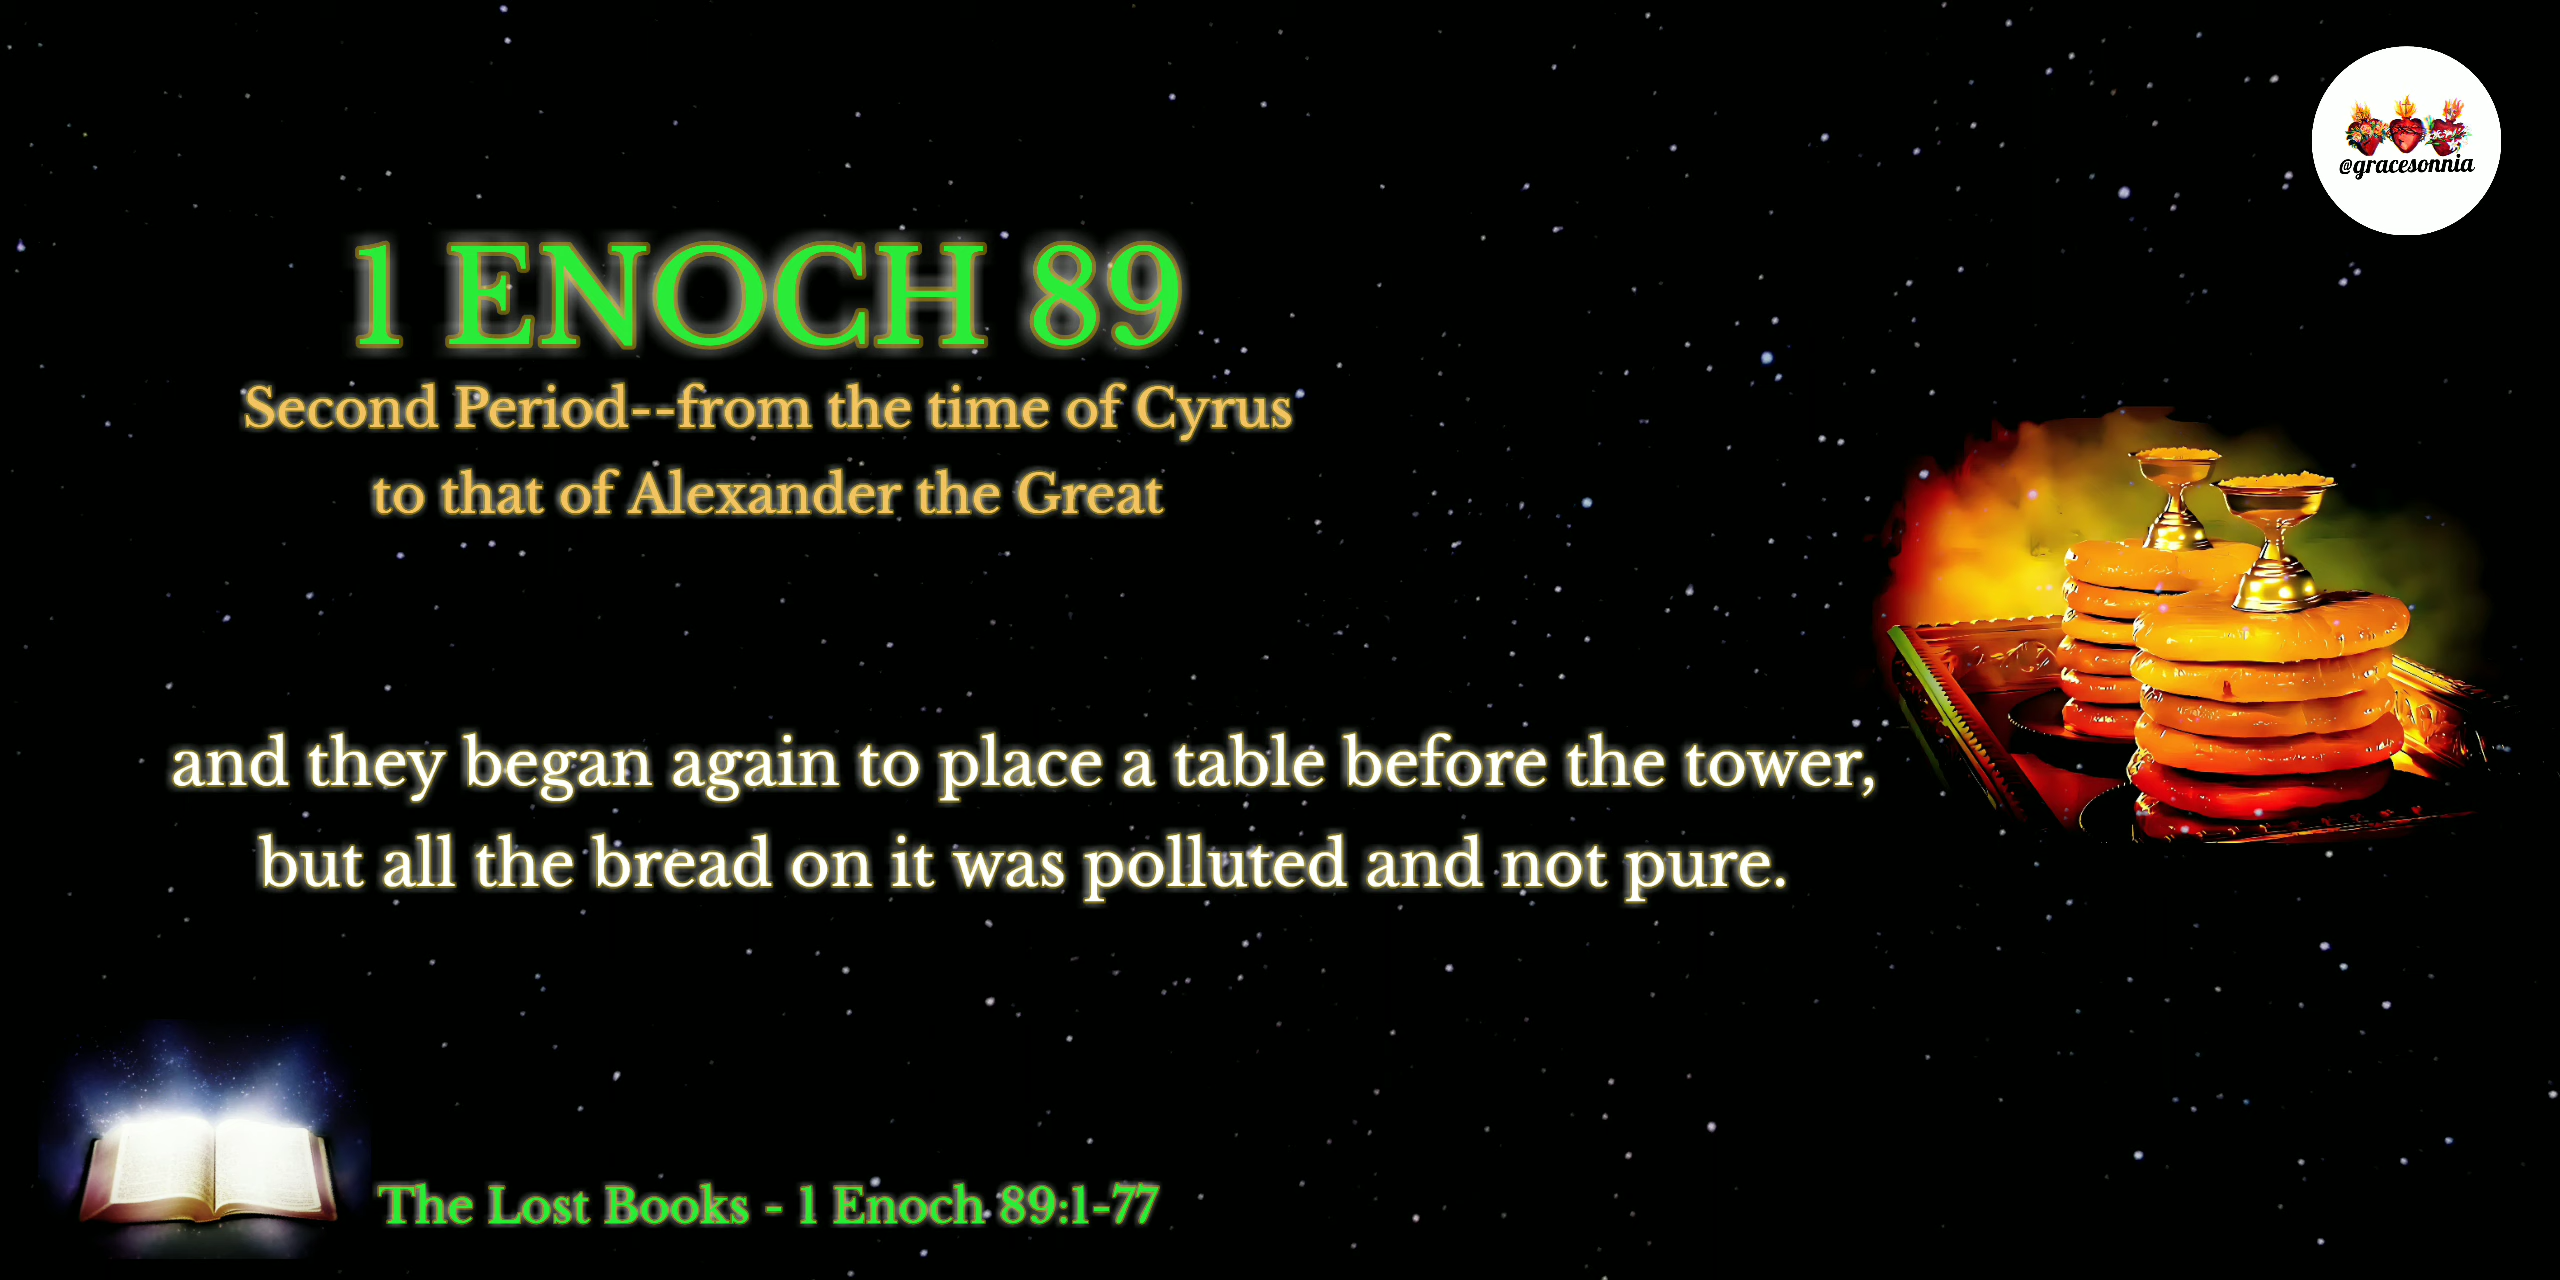 @gracesonnia
1 ENOCH 89
Second Period--from the time of Cyrus
to that of Alexander the Great
and they began again to place a table before the tower,
but all the bread on it was polluted and not pure.
The Lost Books - 1 Enoch 89:1-77